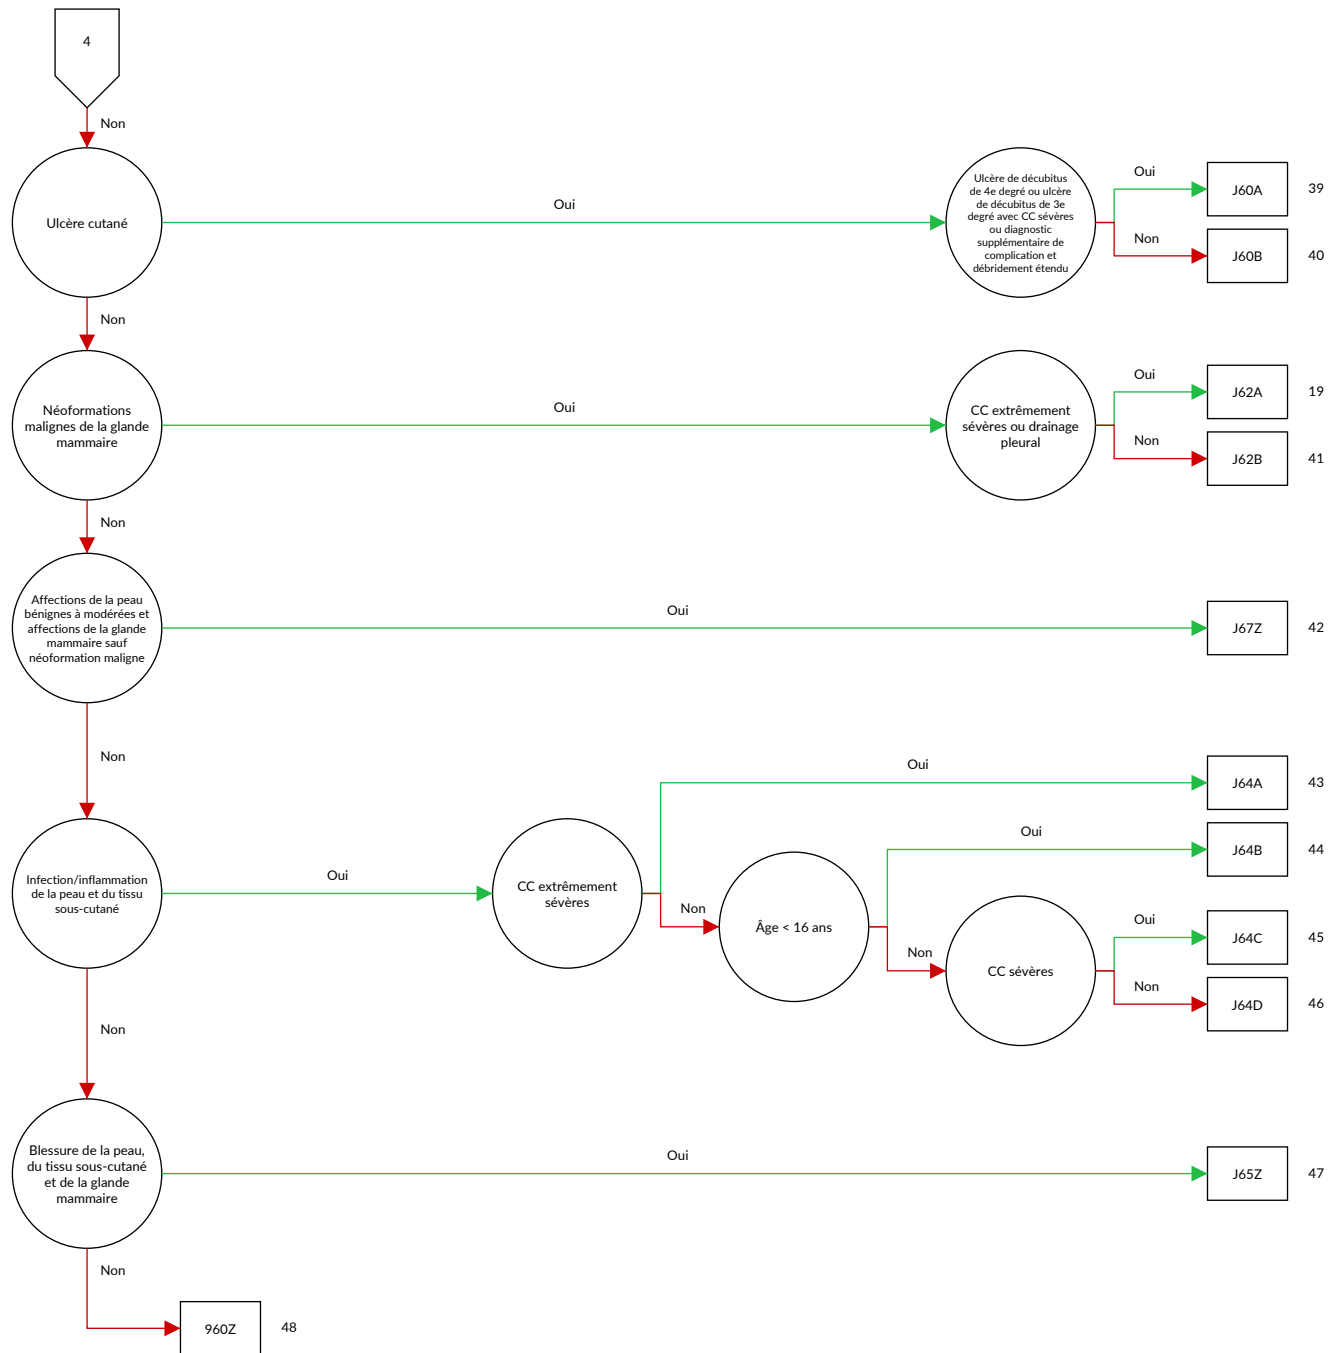 4
Non
Ulcère cutané
Oui
Ulcère de décubitus
de 4e degré ou ulcère
de décubitus de 3e
degré avec CC sévères
ou diagnostic
supplémentaire de
complication et
débridement étendu
Oui
J60A
39
Non
J60B
40
Non
Néoformations
malignes de la glande
mammaire
Oui
CC extrêmement
sévères ou drainage
pleural
Oui
J62A
19
Non
J62B
41
Non
Affections de la peau
bénignes à modérées et
affections de la glande
mammaire sauf
néoformation maligne
Oui
J67Z
42
Non
Infection/inflammation
de la peau et du tissu
sous-cutané
Oui
CC extrêmement
sévères
Oui
J64A
43
Non
Âge < 16 ans
Oui
J64B
44
Non
CC sévères
Oui
J64C
45
Non
J64D
46
Non
Blessure de la peau,
du tissu sous-cutané
et de la glande
mammaire
Oui
J65Z
47
Non
960Z
48